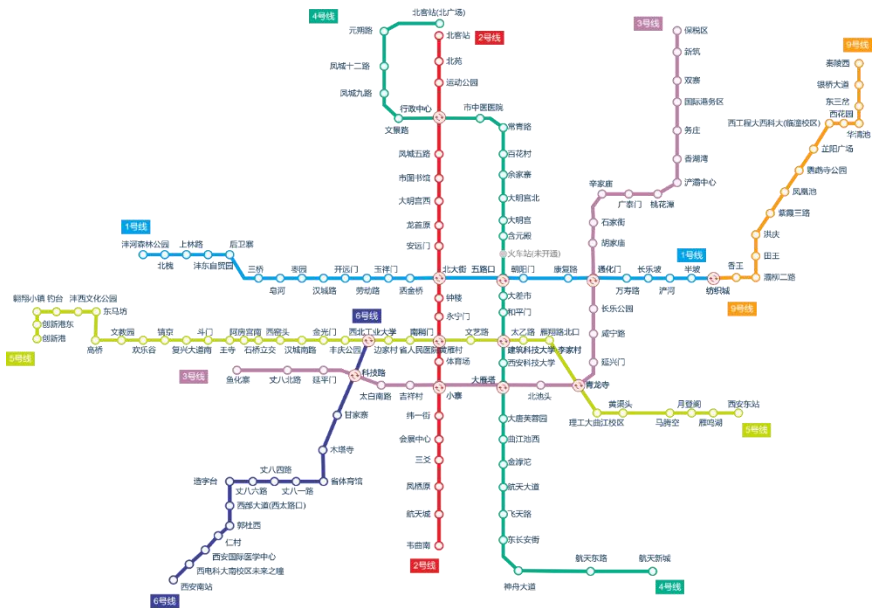 4号线
北客站(北广场)
元朔路
2号线
北客站
凤城十二路
北苑
运动公园
凤城九路
行政中心
市中医医院
文景路
常青路
3号线
保税区
新筑
双寨
国际港务区
务庄
香湖湾
浐灞中心
9号线
秦陵西
银桥大道
东三岔
西花园
西工程大西科大(临潼校区)
华清池
芷阳广场
鹦鹉寺公园
凤凰池
紫霞三路
洪庆
田王
灞柳二路
香王
9号线
凤城五路
市图书馆
大明宫西
龙首原
安远门
百花村
余家寨
大明宫北
大明宫
含元殿
火车站(未开通)
辛家庙
广泰门
桃花潭
石家街
胡家庙
1号线
沣河森林公园
上林路
后卫寨
北槐
沣东自贸园
三桥
皂河
枣园
汉城路
开远门
劳动路
玉祥门
洒金桥
北大街
五路口
朝阳门
康复路
通化门
万寿路
长乐坡
浐河
半坡
纺织城
1号线
钟楼
永宁门
大差市
和平门
长乐公园
咸宁路
延兴门
翱翔小镇
钓台
沣西文化公园
东马坊
创新港东
创新港
5号线
高桥
文教园
欢乐谷
镐京
复兴大道南
斗门
王寺
阿房宫南
石桥立交
西窑头
汉城南路
金光门
丰庆公园
6号线
西北工业大学
边家村
南稍门
省人民医院黄雁村
文艺路
太乙路
雁翔路北口
建筑科技大学·李家村
体育场
西安科技大学
3号线
鱼化寨
丈八北路
延平门
科技路
太白南路
吉祥村
小寨
大雁塔
北池头
青龙寺
理工大曲江校区
黄渠头
马腾空
月登阁
雁鸣湖
西安东站
5号线
纬一街
会展中心
三爻
凤栖原
航天城
韦曲南
2号线
大唐芙蓉园
曲江池西
金滹沱
航天大道
飞天路
东长安街
神舟大道
航天东路
航天新城
4号线
甘家寨
木塔寺
省体育馆
丈八一路
丈八四路
丈八六路
造字台
西部大道(西太路口)
郭杜西
仁村
西安国际医学中心
西电科大南校区未来之瞳
西安南站
6号线